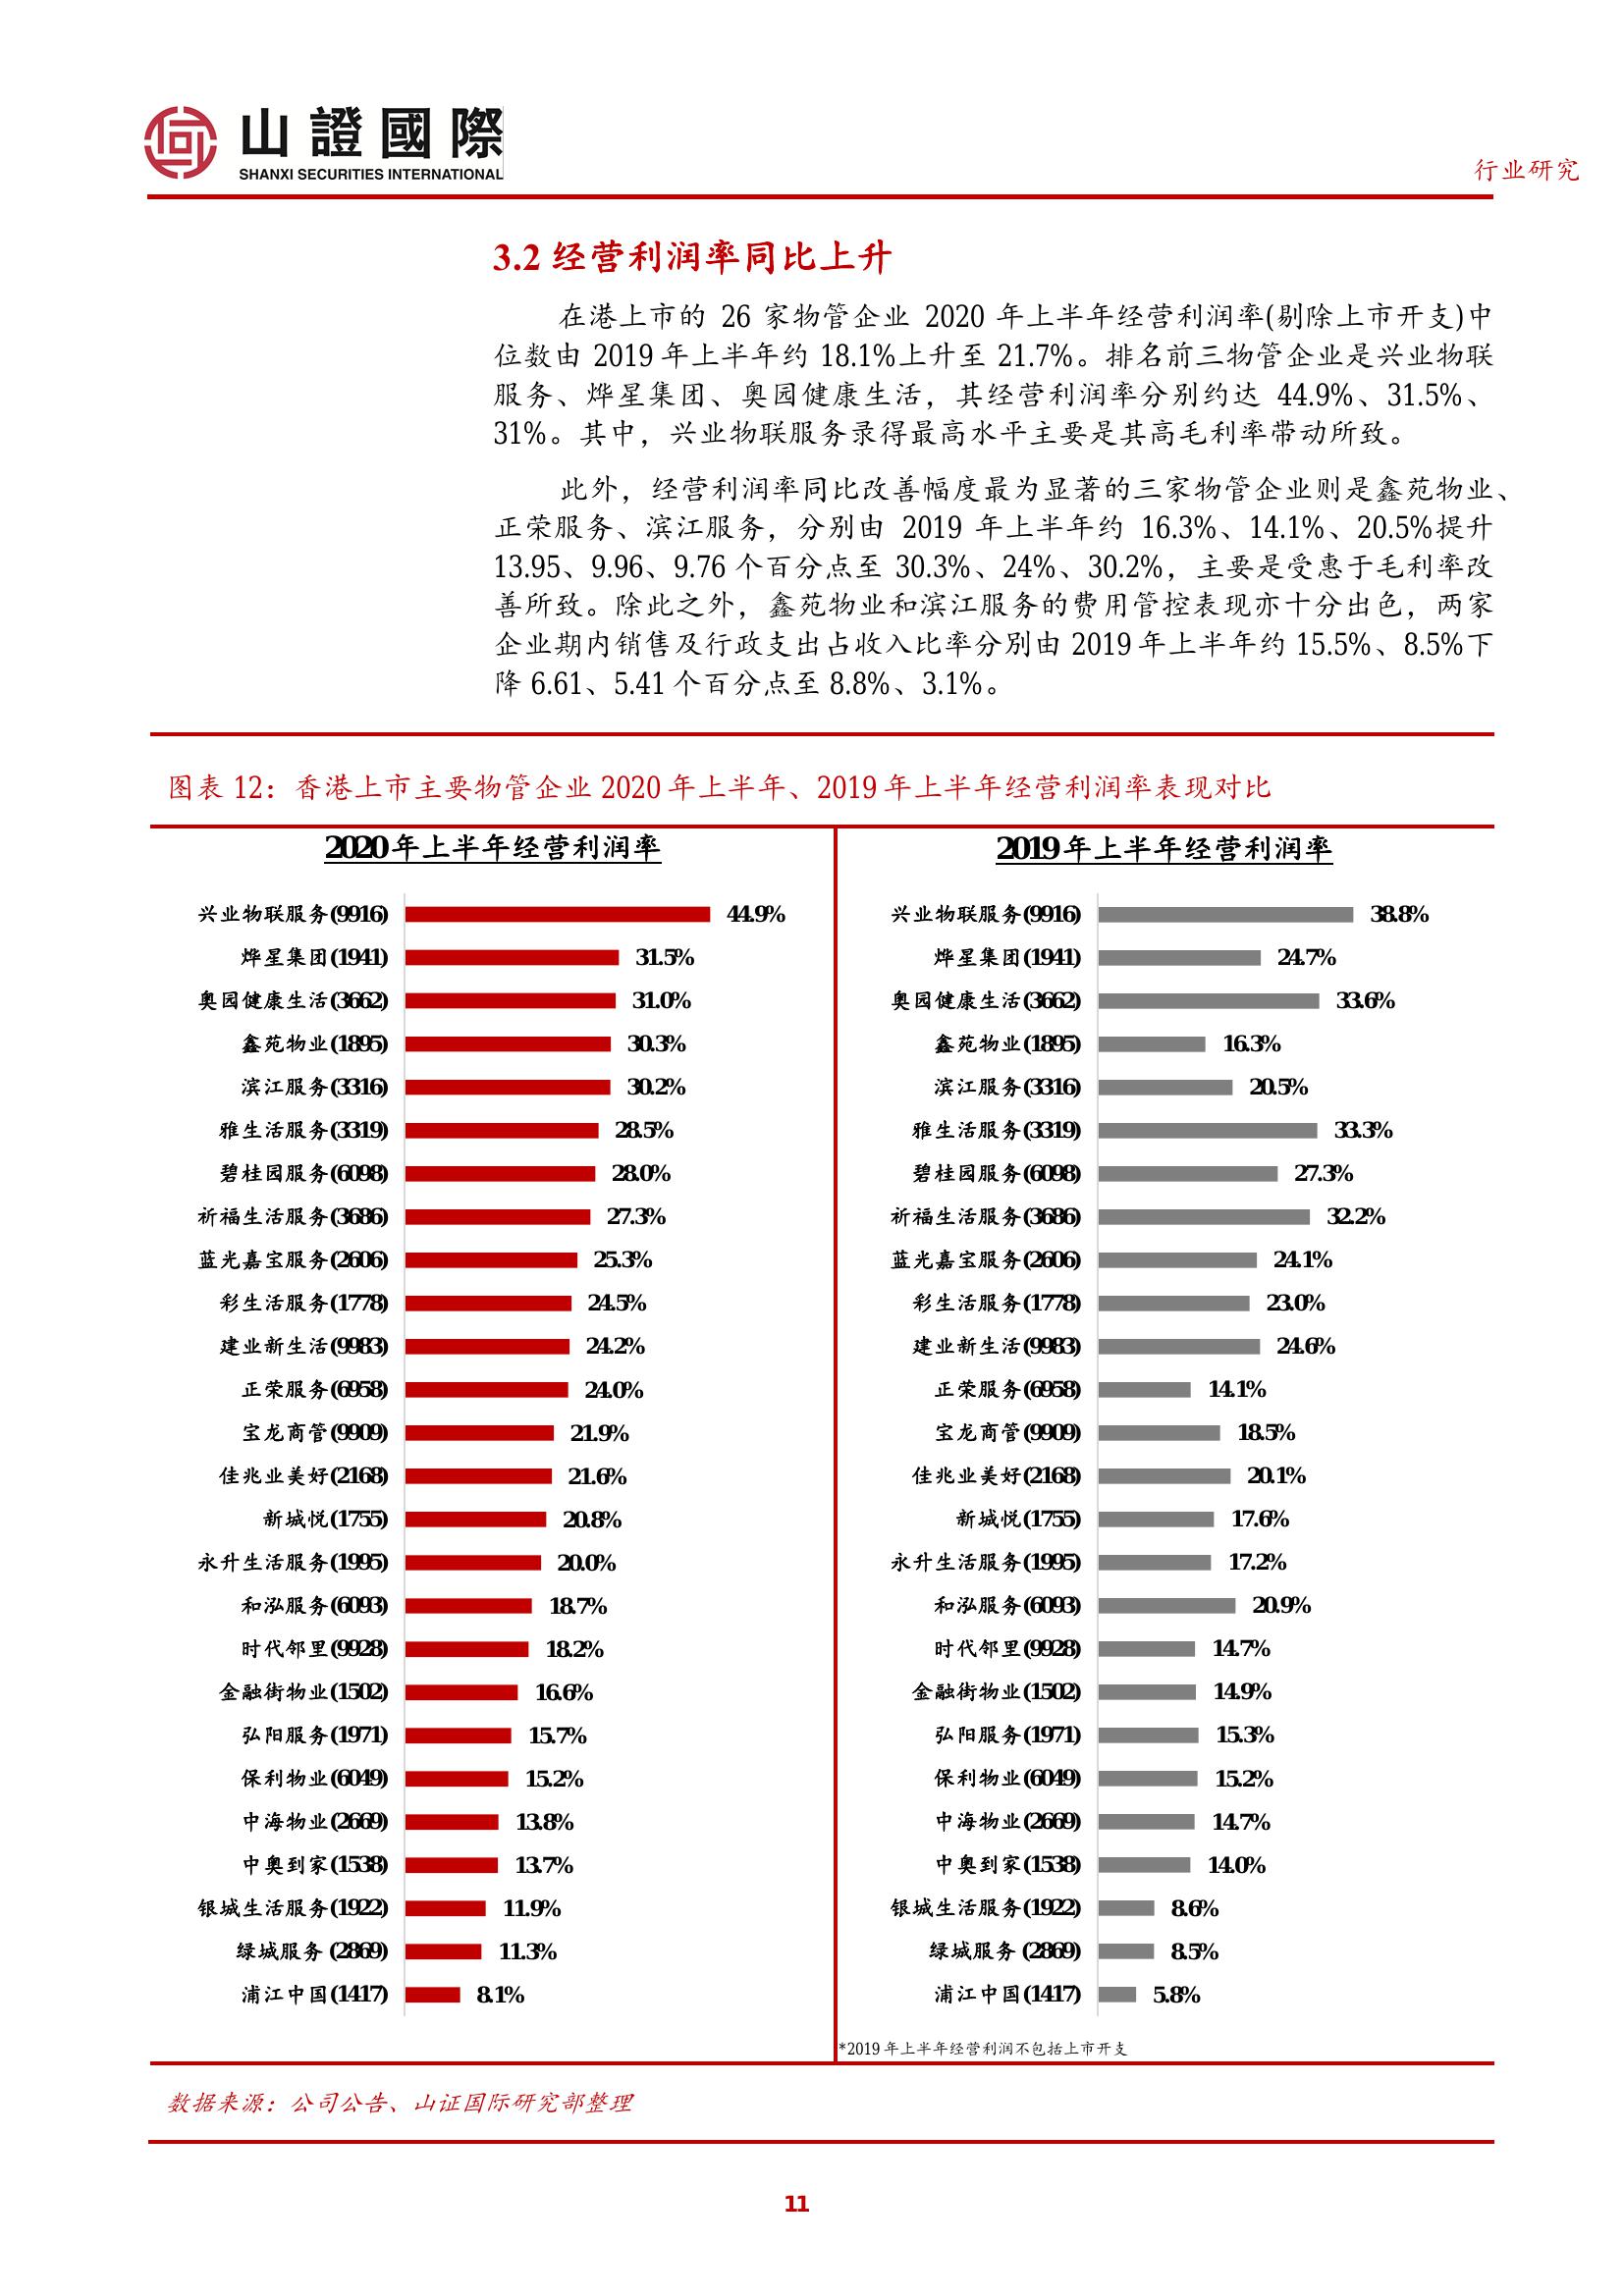 山證國際
SHANXI SECURITIES INTERNATIONAL
行业研究
3.2 经营利润率同比上升
在港上市的 26 家物管企业 2020 年上半年经营利润率(剔除上市开支)中
位数由 2019 年上半年约 18.1%上升至 21.7%。排名前三物管企业是兴业物联
服务、烨星集团、奥园健康生活，其经营利润率分别约达 44.9%、31.5%、
31%。其中，兴业物联服务录得最高水平主要是其高毛利率带动所致。
此外，经营利润率同比改善幅度最为显著的三家物管企业则是鑫苑物业、
正荣服务、滨江服务，分别由 2019 年上半年约 16.3%、14.1%、20.5%提升
13.95、9.96、9.76 个百分点至 30.3%、24%、30.2%，主要是受惠于毛利率改
善所致。除此之外，鑫苑物业和滨江服务的费用管控表现亦十分出色，两家
企业期内销售及行政支出占收入比率分别由 2019 年上半年约 15.5%、8.5%下
降 6.61、5.41 个百分点至 8.8%、3.1%。
图表 12：香港上市主要物管企业 2020 年上半年、2019 年上半年经营利润率表现对比
2020 年上半年经营利润率
兴业物联服务(9916) 44.9%
烨星集团(1941) 31.5%
奥园健康生活(3662) 31.0%
鑫苑物业(1895) 30.3%
滨江服务(3316) 30.2%
雅生活服务(3319) 28.5%
碧桂园服务(6098) 28.0%
祈福生活服务(3686) 27.3%
蓝光嘉宝服务(2606) 25.3%
彩生活服务(1778) 24.5%
建业新生活(9983) 24.2%
正荣服务(6958) 24.0%
宝龙商管(9909) 21.9%
佳兆业美好(2168) 21.6%
新城悦(1755) 20.8%
永升生活服务(1995) 20.0%
和泓服务(6093) 18.7%
时代邻里(9928) 18.2%
金融街物业(1502) 16.6%
弘阳服务(1971) 15.7%
保利物业(6049) 15.2%
中海物业(2669) 13.8%
中奥到家(1538) 13.7%
银城生活服务(1922) 11.9%
绿城服务 (2869) 11.3%
浦江中国(1417) 8.1%
2019 年上半年经营利润率
兴业物联服务(9916) 38.8%
烨星集团(1941) 24.7%
奥园健康生活(3662) 33.6%
鑫苑物业(1895) 16.3%
滨江服务(3316) 20.5%
雅生活服务(3319) 33.3%
碧桂园服务(6098) 27.3%
祈福生活服务(3686) 32.2%
蓝光嘉宝服务(2606) 24.1%
彩生活服务(1778) 23.0%
建业新生活(9983) 24.6%
正荣服务(6958) 14.1%
宝龙商管(9909) 18.5%
佳兆业美好(2168) 20.1%
新城悦(1755) 17.6%
永升生活服务(1995) 17.2%
和泓服务(6093) 20.9%
时代邻里(9928) 14.7%
金融街物业(1502) 14.9%
弘阳服务(1971) 15.3%
保利物业(6049) 15.2%
中海物业(2669) 14.7%
中奥到家(1538) 14.0%
银城生活服务(1922) 8.6%
绿城服务 (2869) 8.5%
浦江中国(1417) 5.8%
*2019 年上半年经营利润不包括上市开支
数据来源：公司公告、山证国际研究部整理
11